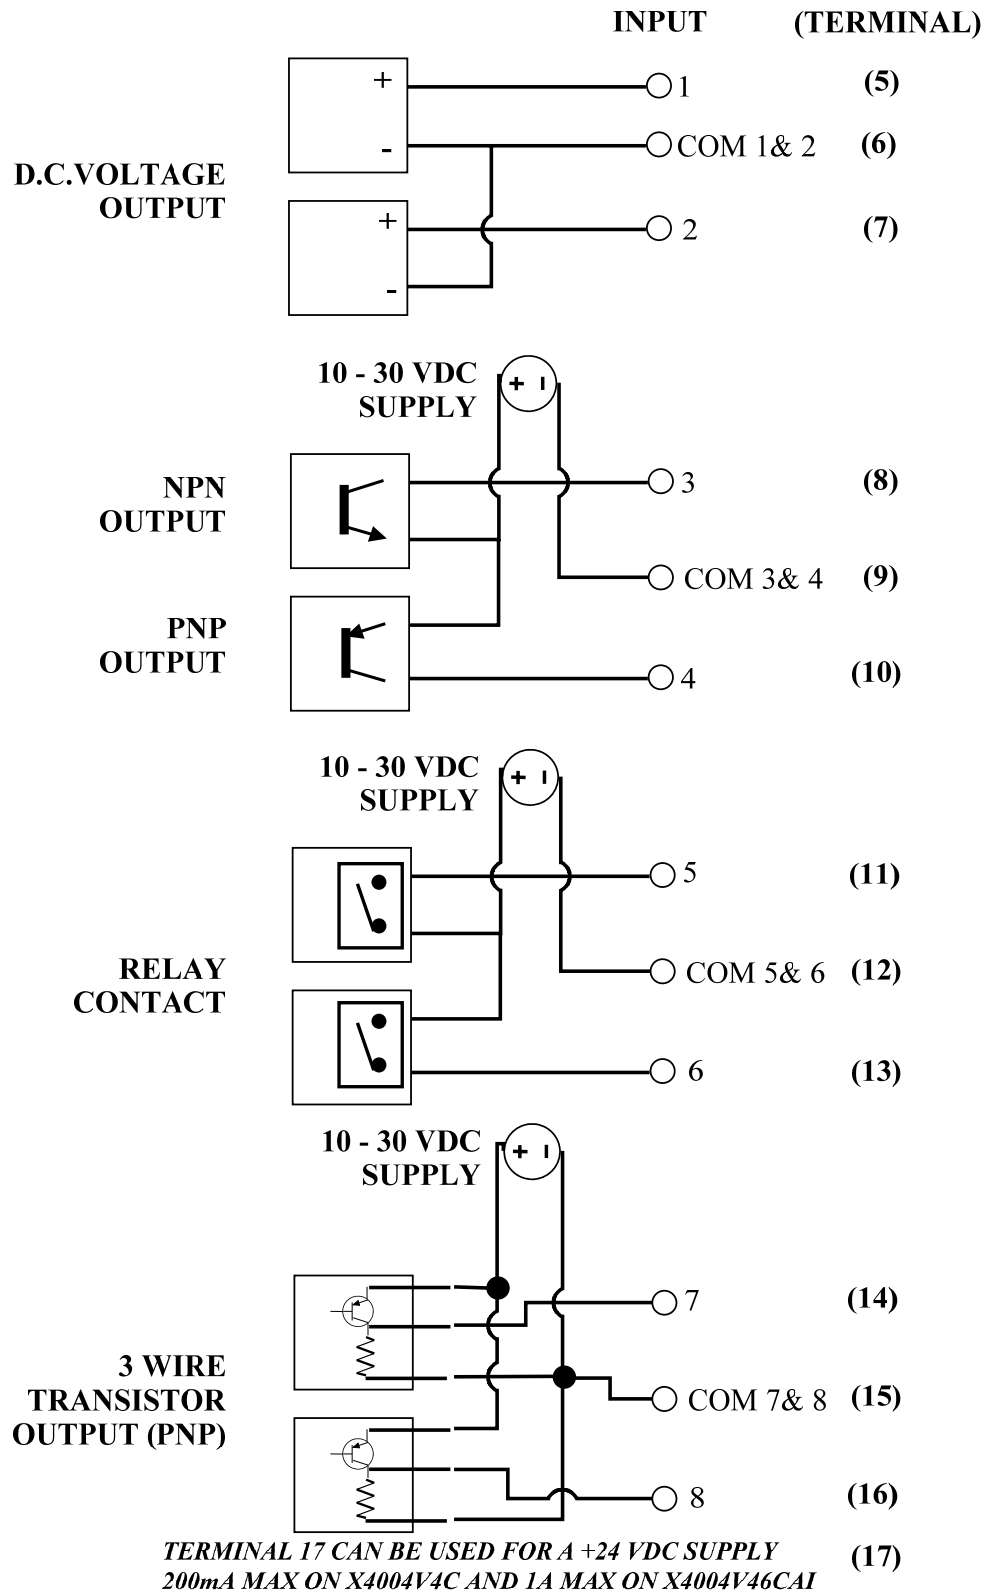 INPUT (TERMINAL)
+ 1 (5)
- COM 1& 2 (6)
D.C.VOLTAGE
OUTPUT
+ 2 (7)
-
10 - 30 VDC
SUPPLY
+ –
NPN
OUTPUT
3 (8)
COM 3& 4 (9)
PNP
OUTPUT
4 (10)
10 - 30 VDC
SUPPLY
+ –
5 (11)
RELAY
CONTACT
COM 5& 6 (12)
6 (13)
10 - 30 VDC
SUPPLY
+ –
7 (14)
3 WIRE
TRANSISTOR
OUTPUT (PNP)
COM 7& 8 (15)
8 (16)
TERMINAL 17 CAN BE USED FOR A +24 VDC SUPPLY (17)
200mA MAX ON X4004V4C AND 1A MAX ON X4004V46CAI